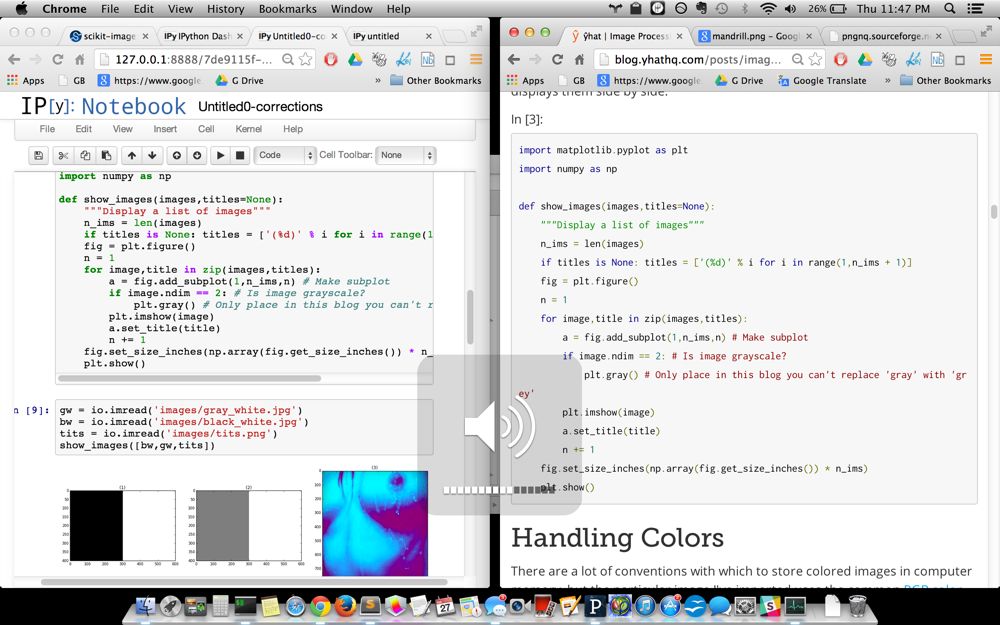 Chrome File Edit View History Bookmarks Window Help 26% Thu 11:47 PM
scikit-image
IPy IPython Dash
IPy Untitled0-co
IPy untitled
127.0.0.1:8888/7de9115f-...
Apps GB https://www.google. G Drive » Other Bookmarks
IP[y]: Notebook Untitled0-corrections
File Edit View Insert Cell Kernel Help
Code Cell Toolbar: None
import numpy as np
def show_images(images,titles=None):
"""Display a list of images"""
n_ims = len(images)
if titles is None: titles = ['(%d)' % i for i in range(1
fig = plt.figure()
n = 1
for image,title in zip(images,titles):
a = fig.add_subplot(1,n_ims,n) # Make subplot
if image.ndim == 2: # Is image grayscale?
plt.gray() # Only place in this blog you can't r
plt.imshow(image)
a.set_title(title)
n += 1
fig.set_size_inches(np.array(fig.get_size_inches()) * n_
plt.show()
n [9]:
gw = io.imread('images/gray_white.jpg')
bw = io.imread('images/black_white.jpg')
tits = io.imread('images/tits.png')
show_images([bw,gw,tits])
(1)
(2)
(3)
ŷhat | Image Process
mandrill.png - Google
pngnq.sourceforge.n
blog.yhathq.com/posts/imag...
Apps GB https://www.google. G Drive Google Translate » Other Bookmarks
displays them side by side.
In [3]:
import matplotlib.pyplot as plt
import numpy as np
def show_images(images,titles=None):
"""Display a list of images"""
n_ims = len(images)
if titles is None: titles = ['(%d)' % i for i in range(1,n_ims + 1)]
fig = plt.figure()
n = 1
for image,title in zip(images,titles):
a = fig.add_subplot(1,n_ims,n) # Make subplot
if image.ndim == 2: # Is image grayscale?
plt.gray() # Only place in this blog you can't replace 'gray' with 'gr
ey'
plt.imshow(image)
a.set_title(title)
n += 1
fig.set_size_inches(np.array(fig.get_size_inches()) * n_ims)
plt.show()
Handling Colors
There are a lot of conventions with which to store colored images in computer